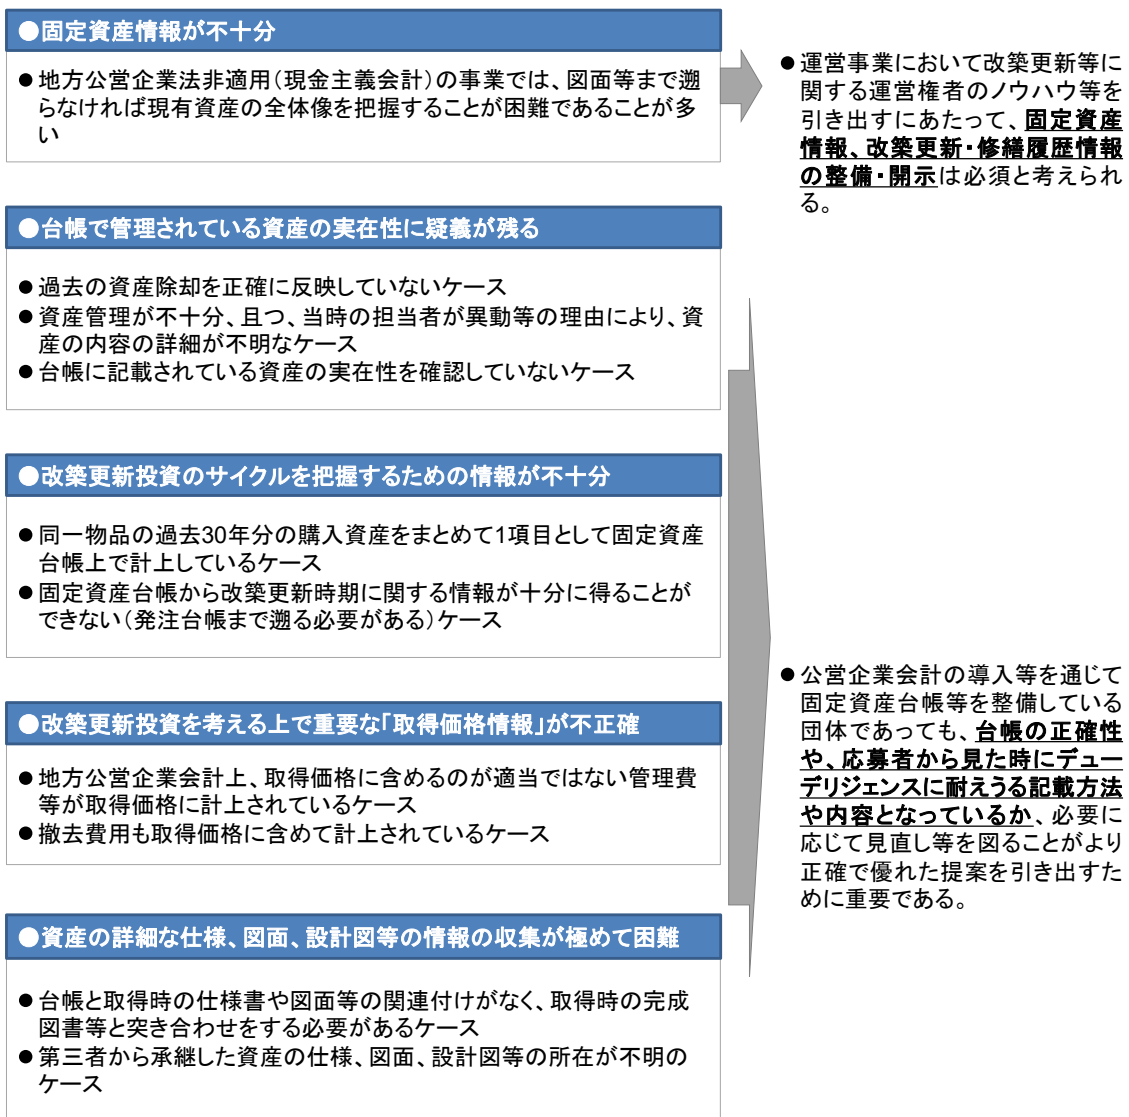 ●固定資産情報が不十分
●地方公営企業法非適用（現金主義会計）の事業では、図面等まで遡
らなければ現有資産の全体像を把握することが困難であることが多
い
●運営事業において改築更新等に
関する運営権者のノウハウ等を
引き出すにあたって、固定資産
情報、改築更新・修繕履歴情報
の整備・開示は必須と考えられ
る。
●台帳で管理されている資産の実在性に疑義が残る
●過去の資産除却を正確に反映していないケース
●資産管理が不十分、且つ、当時の担当者が異動等の理由により、資
産の内容の詳細が不明なケース
●台帳に記載されている資産の実在性を確認していないケース
●改築更新投資のサイクルを把握するための情報が不十分
●同一物品の過去30年分の購入資産をまとめて1項目として固定資産
台帳上で計上しているケース
●固定資産台帳から改築更新時期に関する情報が十分に得ることが
できない（発注台帳まで遡る必要がある）ケース
●改築更新投資を考える上で重要な「取得価格情報」が不正確
●地方公営企業会計上、取得価格に含めるのが適当ではない管理費
等が取得価格に計上されているケース
●撤去費用も取得価格に含めて計上されているケース
●資産の詳細な仕様、図面、設計図等の情報の収集が極めて困難
●台帳と取得時の仕様書や図面等の関連付けがなく、取得時の完成
図書等と突き合わせをする必要があるケース
●第三者から承継した資産の仕様、図面、設計図等の所在が不明の
ケース
●公営企業会計の導入等を通じて
固定資産台帳等を整備している
団体であっても、台帳の正確性
や、応募者から見た時にデュー
デリジェンスに耐えうる記載方法
や内容となっているか、必要に
応じて見直し等を図ることがより
正確で優れた提案を引き出すた
めに重要である。